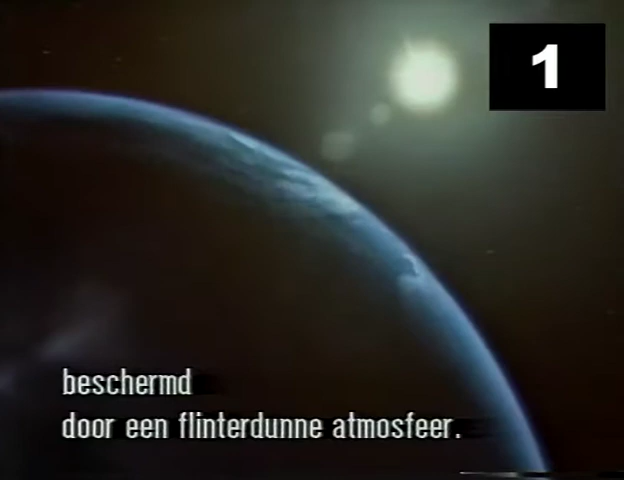 1
beschermd
door een flinterdunne atmosfeer.